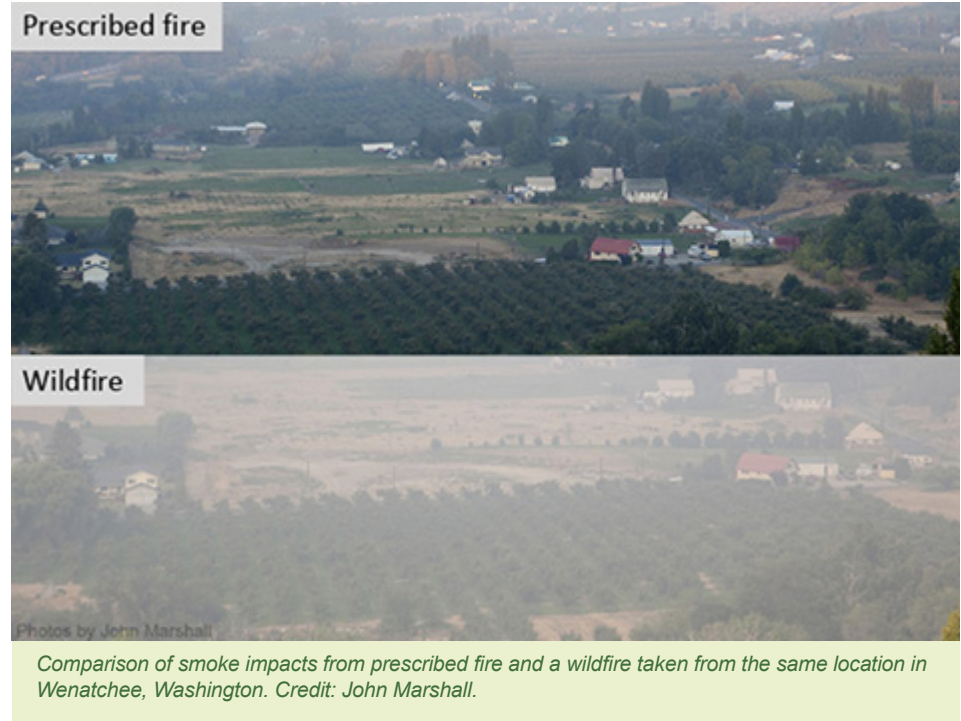 Prescribed fire
Wildfire
Photos by John Marshall
Comparison of smoke impacts from prescribed fire and a wildfire taken from the same location in
Wenatchee, Washington. Credit: John Marshall.